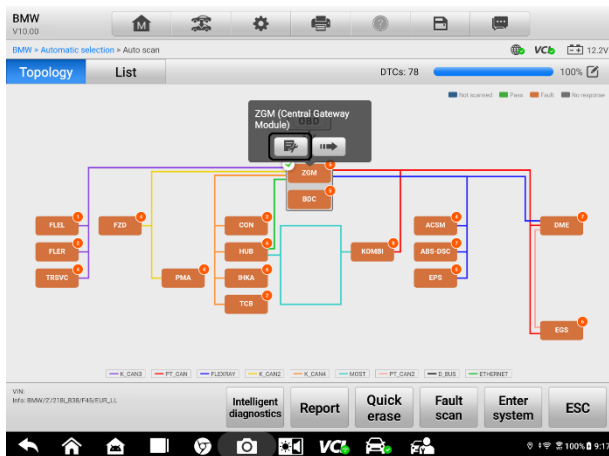 BMW
V10.00
BMW > Automatic selection > Auto scan
VCI
12.2V
Topology
List
DTCs: 78
100%
Not scanned
Pass
Fault
No response
ZGM (Central Gateway
Module)
OBD
ZGM
BDC
FLEL
FZD
CON
ACSM
DME
FLER
HUB
KOMBI
ABS-DSC
TRSVC
PMA
IHKA
EPS
TCB
EGS
K_CAN3
PT_CAN
FLEXRAY
K_CAN2
K_CAN4
MOST
PT_CAN2
D_BUS
ETHERNET
VIN:
Info: BMW/2'/218i_B38/F45/EUR_LL
Intelligent
diagnostics
Report
Quick
erase
Fault
scan
Enter
system
ESC
VCI
100%
9:17